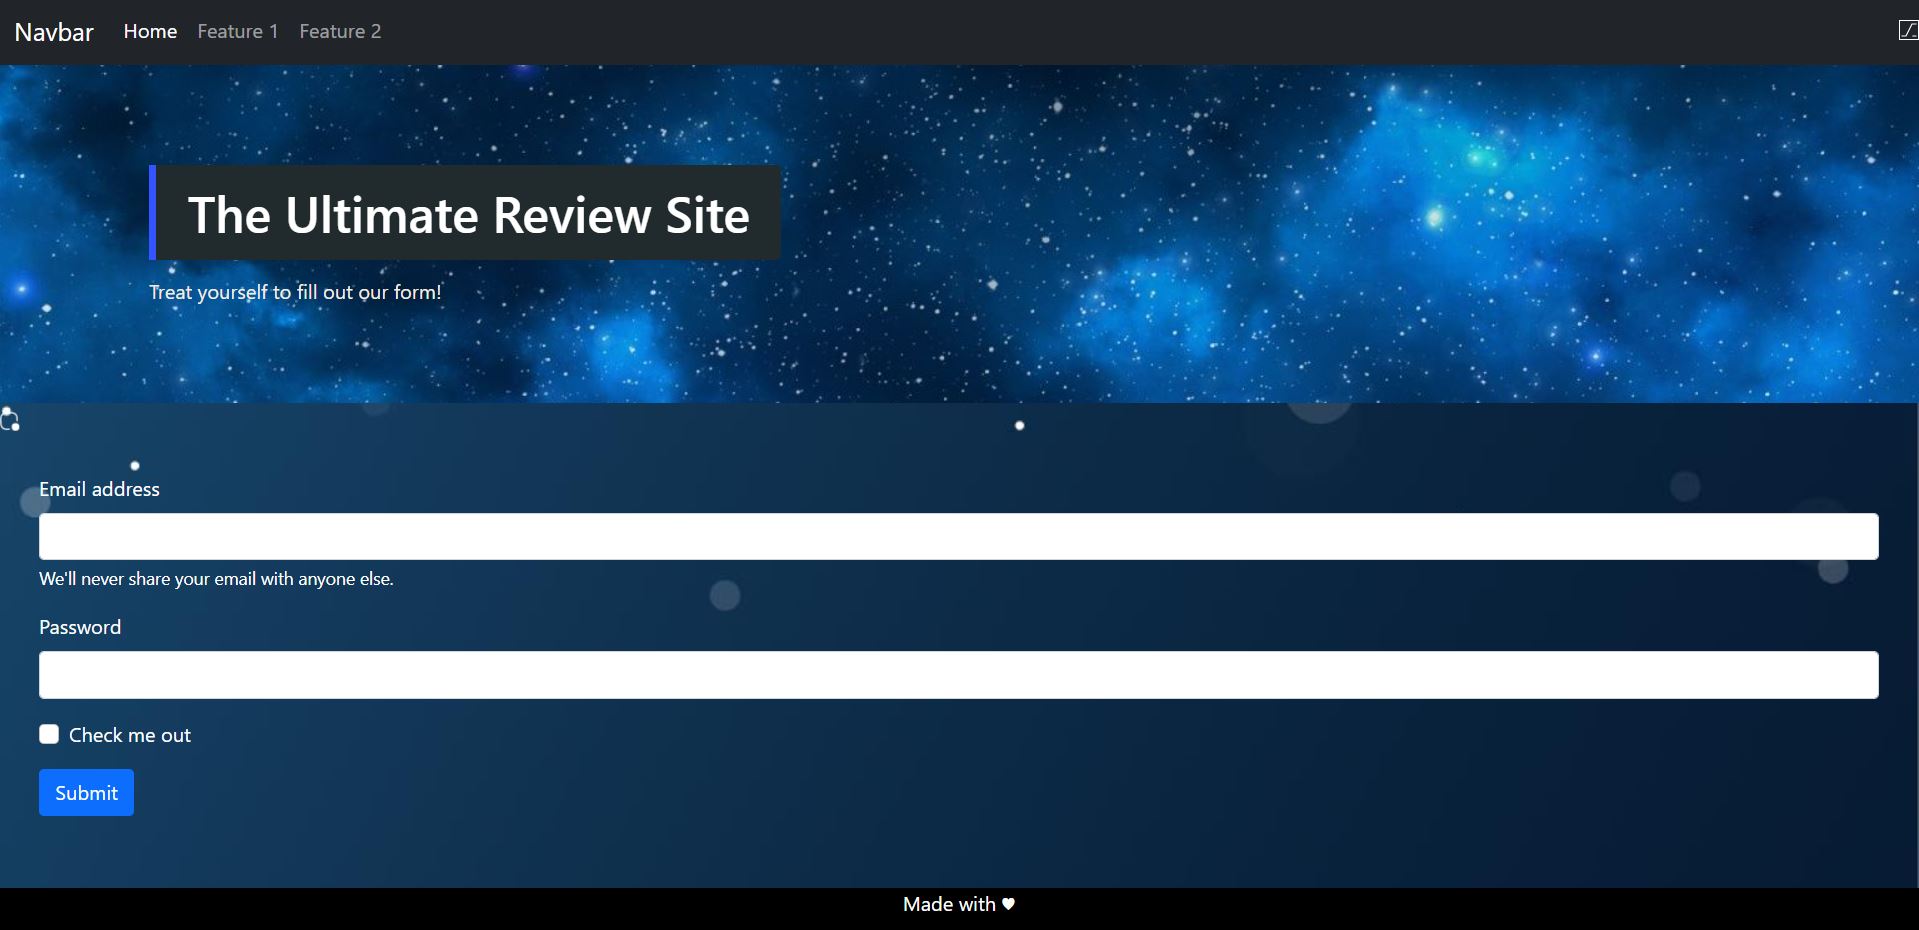 Navbar Home Feature 1 Feature 2
The Ultimate Review Site
Treat yourself to fill out our form!
Email address
We'll never share your email with anyone else.
Password
Check me out
Submit
Made with ♥